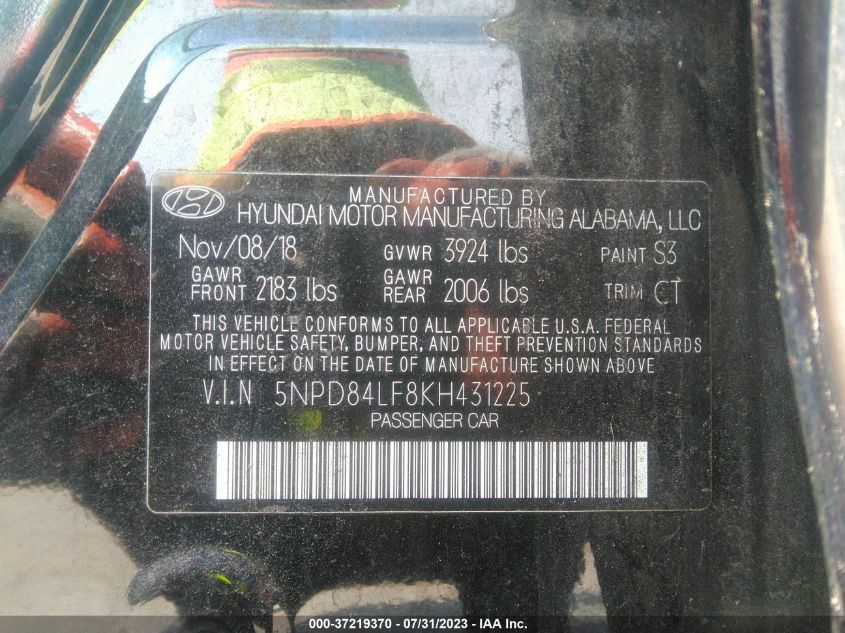 MANUFACTURED BY
HYUNDAI MOTOR MANUFACTURING ALABAMA, LLC
Nov/08/18 GVWR 3924 lbs PAINT S3
GAWR FRONT 2183 lbs GAWR REAR 2006 lbs TRIM CT
THIS VEHICLE CONFORMS TO ALL APPLICABLE U.S.A. FEDERAL
MOTOR VEHICLE SAFETY, BUMPER, AND THEFT PREVENTION STANDARDS
IN EFFECT ON THE DATE OF MANUFACTURE SHOWN ABOVE
V.I.N 5NPD84LF8KH431225
PASSENGER CAR
000-37219370 - 07/31/2023 - IAA Inc.